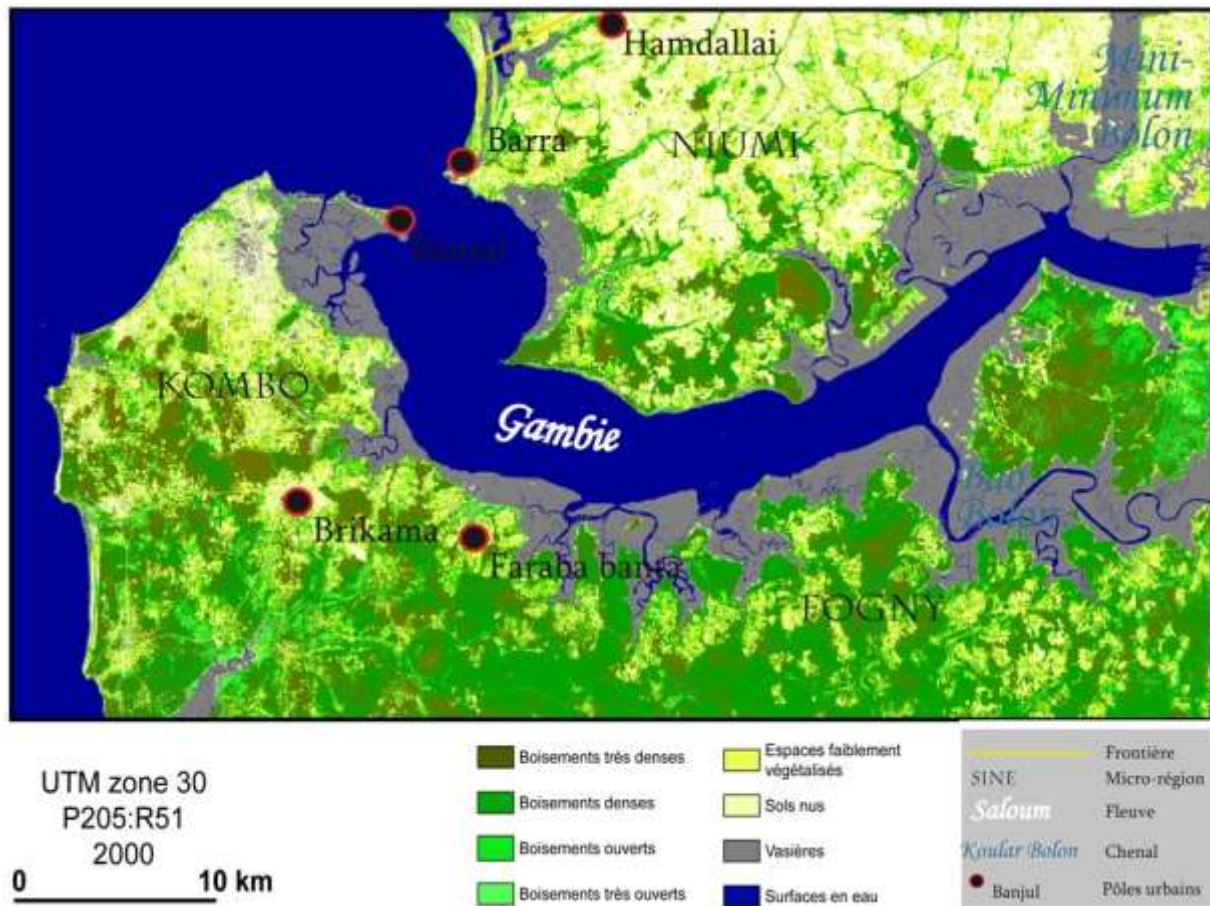 Hamdallai
Mini-
Minimum
Bolon
Barra
NIUMI
Banjul
KOMBO
Gambie
Bao
Bolon
Brikama
Faraba banta
FOGNY
UTM zone 30
P205:R51
2000
0 10 km
Boisements très denses
Boisements denses
Boisements ouverts
Boisements très ouverts
Espaces faiblement
végétalisés
Sols nus
Vasières
Surfaces en eau
Frontière
SINE Micro-région
Saloum Fleuve
Koular Bolon Chenal
Banjul Pôles urbains